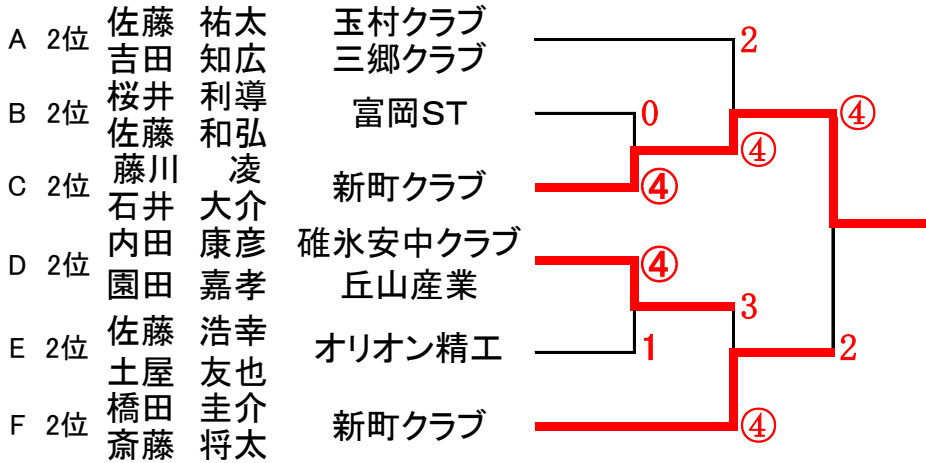 佐藤 祐太 玉村クラブ
A 2位 2
吉田 知広 三郷クラブ
桜井 利導
B 2位 富岡ST 0 ④
佐藤 和弘 ④
藤川 凌
C 2位 新町クラブ ④
石井 大介
内田 康彦 碓氷安中クラブ
D 2位 ④
園田 嘉孝 丘山産業
3
佐藤 浩幸
E 2位 オリオン精工 1 2
土屋 友也
橋田 圭介
F 2位 新町クラブ ④
斎藤 将太